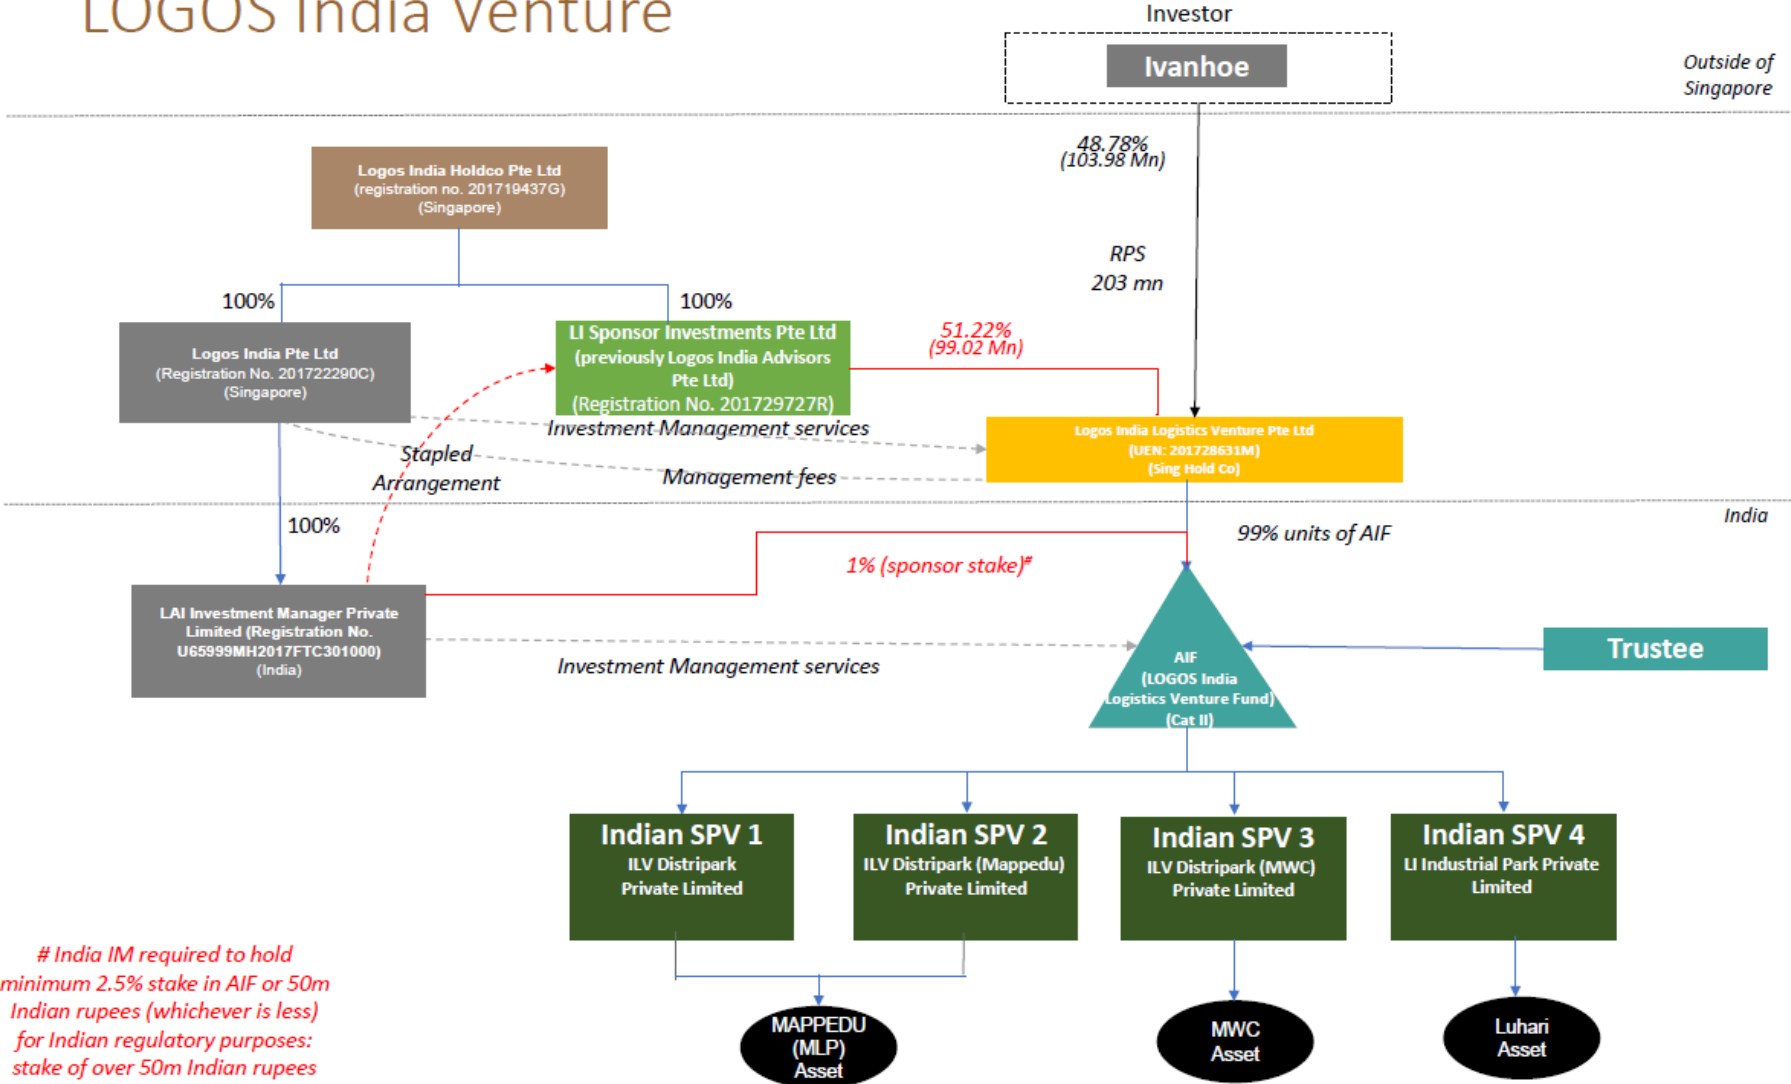 LOGOS India Venture
Investor
Ivanhoe
Outside of
Singapore
48.78%
(103.98 Mn)
Logos India Holdco Pte Ltd
(registration no. 201719437G)
(Singapore)
RPS
203 mn
100%
100%
Logos India Pte Ltd
(Registration No. 201722290C)
(Singapore)
LI Sponsor Investments Pte Ltd
(previously Logos India Advisors
Pte Ltd)
(Registration No. 201729727R)
51.22%
(99.02 Mn)
Investment Management services
Stapled
Arrangement
Management fees
Logos India Logistics Venture Pte Ltd
(UEN: 201728631M)
(Sing Hold Co)
India
100%
99% units of AIF
1% (sponsor stake)#
LAI Investment Manager Private
Limited (Registration No.
U65999MH2017FTC301000)
(India)
Investment Management services
AIF
(LOGOS India
Logistics Venture Fund)
(Cat II)
Trustee
Indian SPV 1
ILV Distripark
Private Limited
Indian SPV 2
ILV Distripark (Mappedu)
Private Limited
Indian SPV 3
ILV Distripark (MWC)
Private Limited
Indian SPV 4
LI Industrial Park Private
Limited
# India IM required to hold
minimum 2.5% stake in AIF or 50m
Indian rupees (whichever is less)
for Indian regulatory purposes:
stake of over 50m Indian rupees
MAPPEDU
(MLP)
Asset
MWC
Asset
Luhari
Asset